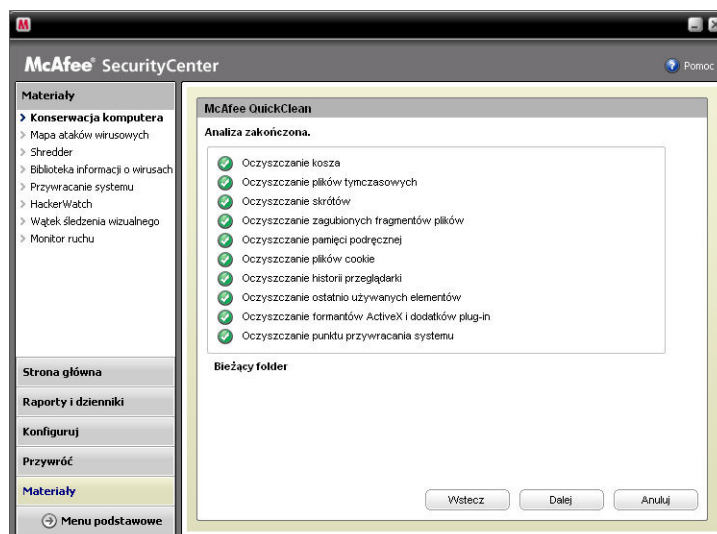 McAfee® SecurityCenter
Pomoc
Materiały
Konserwacja komputera
Mapa ataków wirusowych
Shredder
Biblioteka informacji o wirusach
Przywracanie systemu
HackerWatch
Wątek śledzenia wizualnego
Monitor ruchu
Strona główna
Raporty i dzienniki
Konfiguruj
Przywróć
Materiały
Menu podstawowe
McAfee QuickClean
Analiza zakończona.
Oczyszczanie kosza
Oczyszczanie plików tymczasowych
Oczyszczanie skrótów
Oczyszczanie zagubionych fragmentów plików
Oczyszczanie pamięci podręcznej
Oczyszczanie plików cookie
Oczyszczanie historii przeglądarki
Oczyszczanie ostatnio używanych elementów
Oczyszczanie formantów ActiveX i dodatków plug-in
Oczyszczanie punktu przywracania systemu
Bieżący folder
Wstecz
Dalej
Anuluj